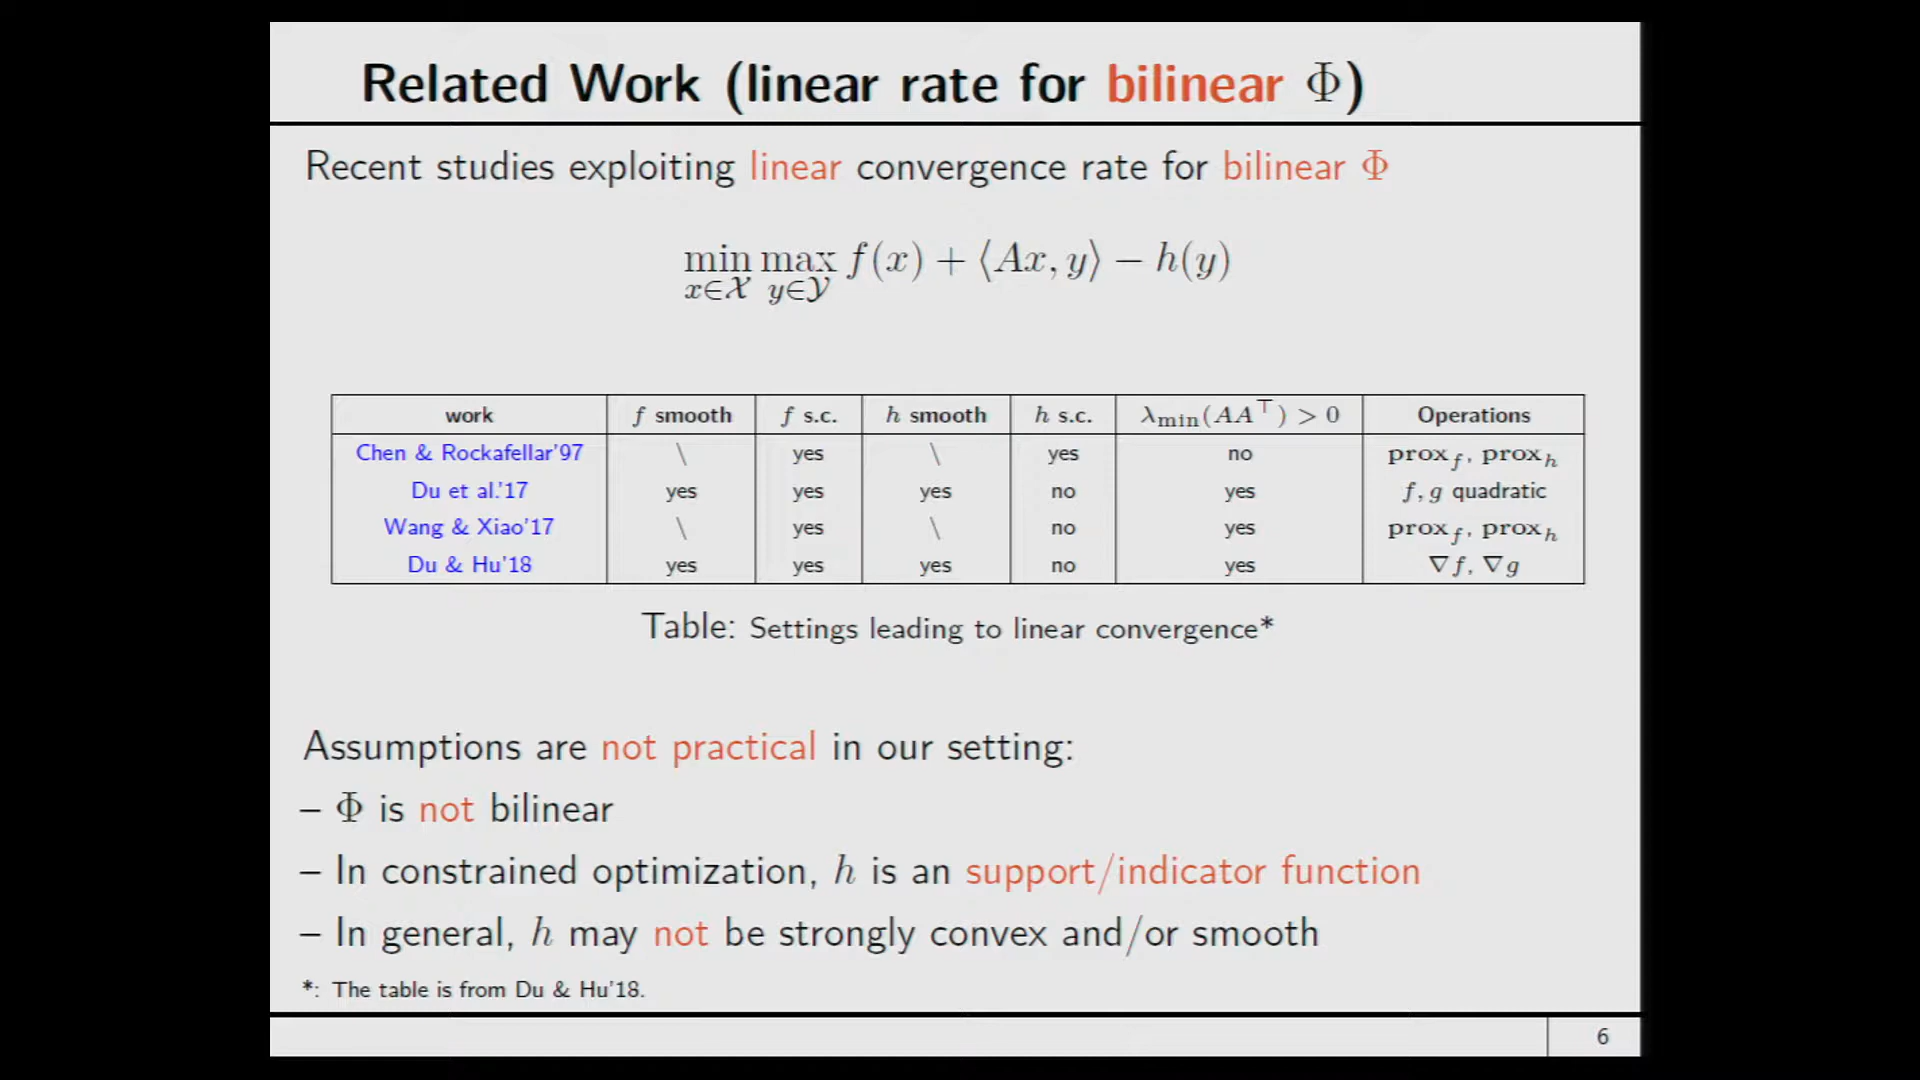 Related Work (linear rate for bilinear Φ)
Recent studies exploiting linear convergence rate for bilinear Φ
min max f(x) + ⟨Ax, y⟩ − h(y)
x∈𝒳 y∈𝒴
work f smooth f s.c. h smooth h s.c. λmin(AA⊤) > 0 Operations
Chen & Rockafellar'97 \ yes \ yes no prox_f, prox_h
Du et al.'17 yes yes yes no yes f, g quadratic
Wang & Xiao'17 \ yes \ no yes prox_f, prox_h
Du & Hu'18 yes yes yes no yes ∇f, ∇g
Table: Settings leading to linear convergence*
Assumptions are not practical in our setting:
– Φ is not bilinear
– In constrained optimization, h is an support/indicator function
– In general, h may not be strongly convex and/or smooth
*: The table is from Du & Hu'18.
6